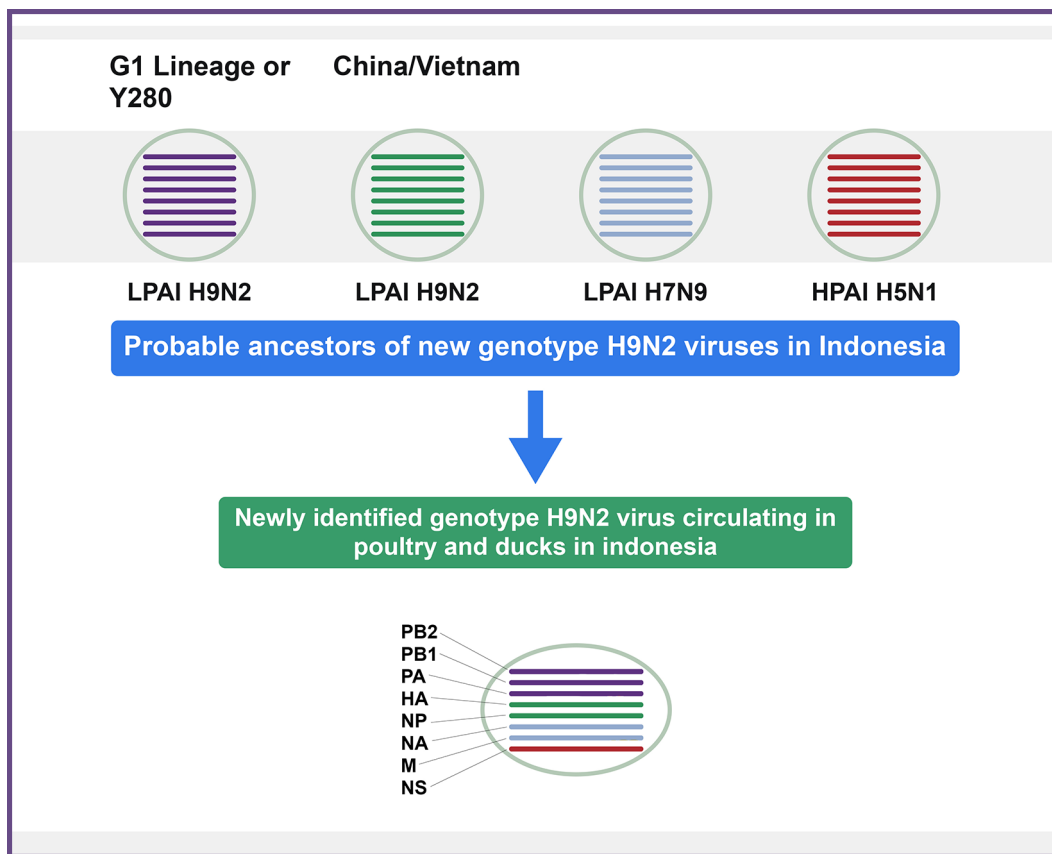 G1 Lineage or
Y280
China/Vietnam
LPAI H9N2
LPAI H9N2
LPAI H7N9
HPAI H5N1
Probable ancestors of new genotype H9N2 viruses in Indonesia
Newly identified genotype H9N2 virus circulating in
poultry and ducks in indonesia
PB2
PB1
PA
HA
NP
NA
M
NS